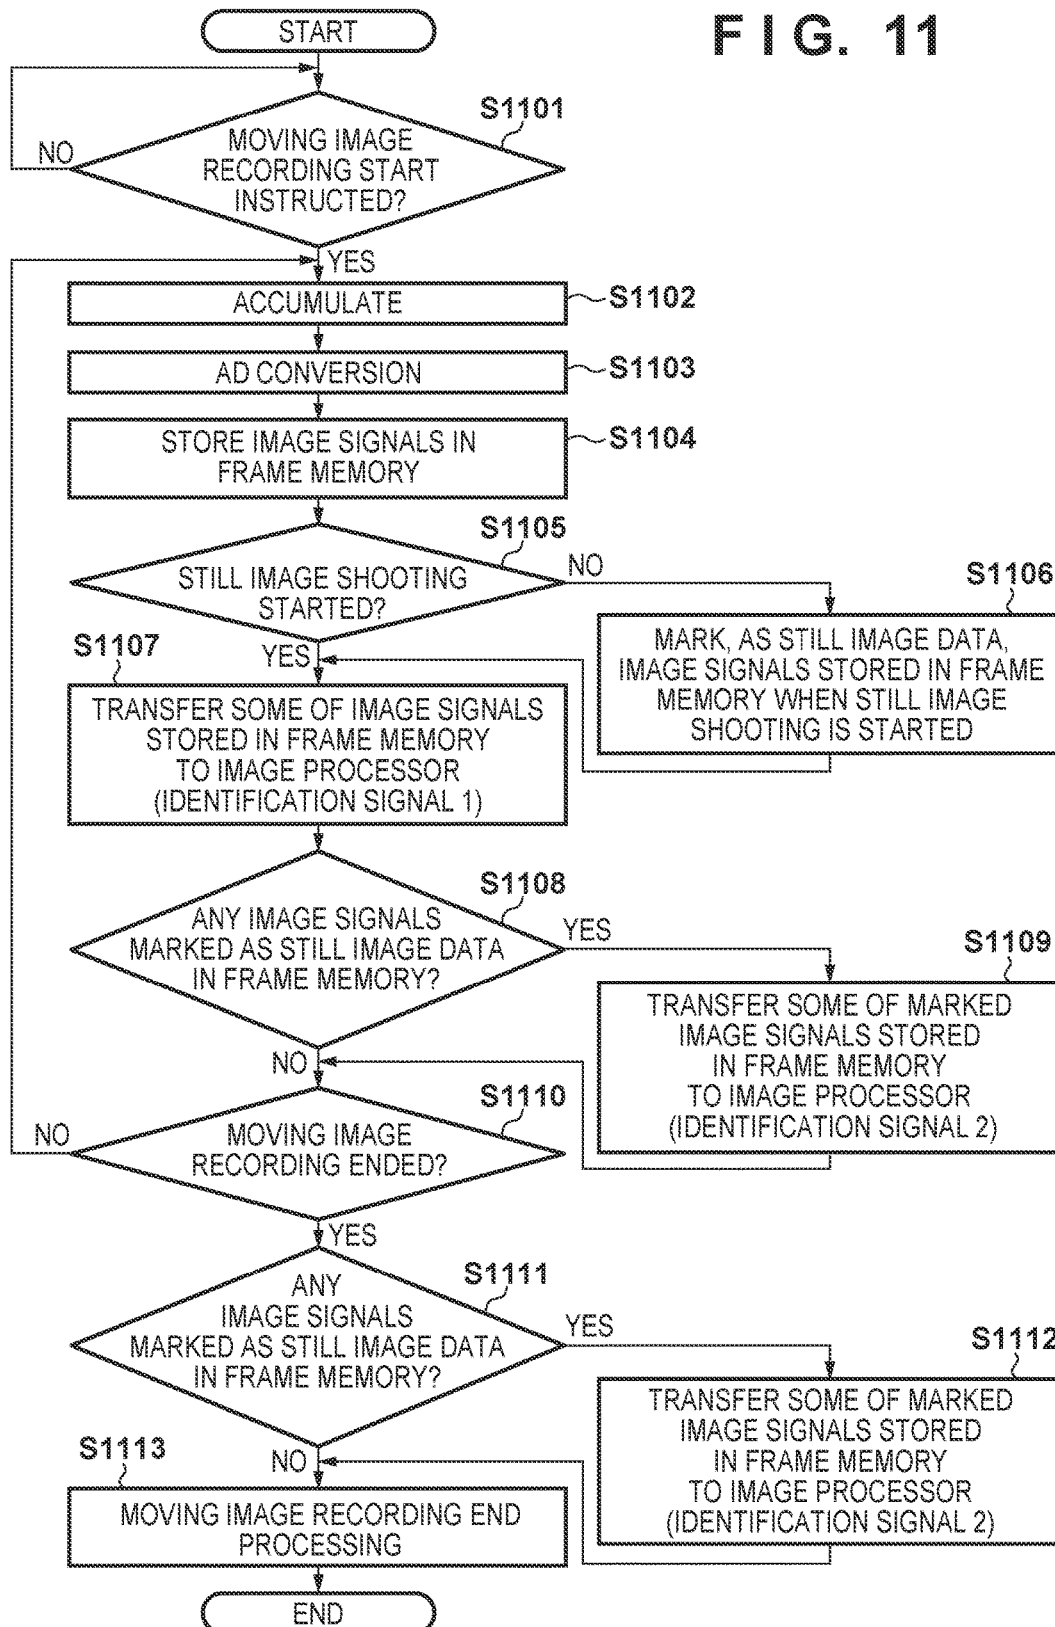 FIG. 11
START
S1101
MOVING IMAGE
RECORDING START
INSTRUCTED?
NO
YES
ACCUMULATE
S1102
AD CONVERSION
S1103
STORE IMAGE SIGNALS IN
FRAME MEMORY
S1104
S1105
STILL IMAGE SHOOTING
STARTED?
NO
YES
S1106
MARK, AS STILL IMAGE DATA,
IMAGE SIGNALS STORED IN FRAME
MEMORY WHEN STILL IMAGE
SHOOTING IS STARTED
S1107
TRANSFER SOME OF IMAGE SIGNALS
STORED IN FRAME MEMORY
TO IMAGE PROCESSOR
(IDENTIFICATION SIGNAL 1)
S1108
ANY IMAGE SIGNALS
MARKED AS STILL IMAGE DATA
IN FRAME MEMORY?
YES
NO
S1109
TRANSFER SOME OF MARKED
IMAGE SIGNALS STORED
IN FRAME MEMORY
TO IMAGE PROCESSOR
(IDENTIFICATION SIGNAL 2)
S1110
MOVING IMAGE
RECORDING ENDED?
NO
YES
S1111
ANY
IMAGE SIGNALS
MARKED AS STILL IMAGE DATA
IN FRAME MEMORY?
YES
NO
S1112
TRANSFER SOME OF MARKED
IMAGE SIGNALS STORED
IN FRAME MEMORY
TO IMAGE PROCESSOR
(IDENTIFICATION SIGNAL 2)
S1113
MOVING IMAGE RECORDING END
PROCESSING
END